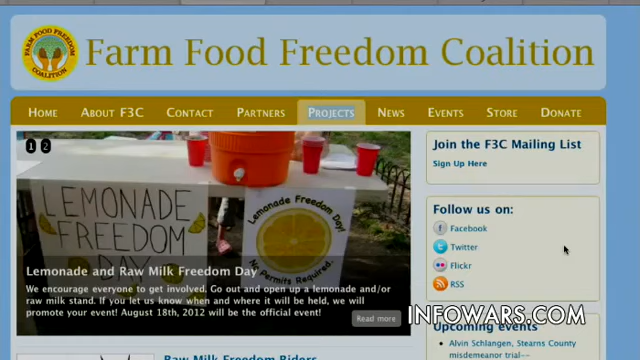 FARM FOOD FREEDOM
COALITION
Farm Food Freedom Coalition
HOME
ABOUT F3C
CONTACT
PARTNERS
PROJECTS
NEWS
EVENTS
STORE
DONATE
1 2
LEMONADE
FREEDOM
DAY
Lemonade Freedom Day!
No Permits Required.
Lemonade and Raw Milk Freedom Day
We encourage everyone to get involved. Go out and open up a lemonade and/or
raw milk stand. If you let us know when and where it will be held, we will
promote your event! August 18th, 2012 will be the official event!
Read more
Join the F3C Mailing List
Sign Up Here
Follow us on:
Facebook
Twitter
Flickr
RSS
INFOWARS.COM
Upcoming events
Alvin Schlangen, Stearns County
misdemeanor trial--
Raw Milk Freedom Riders